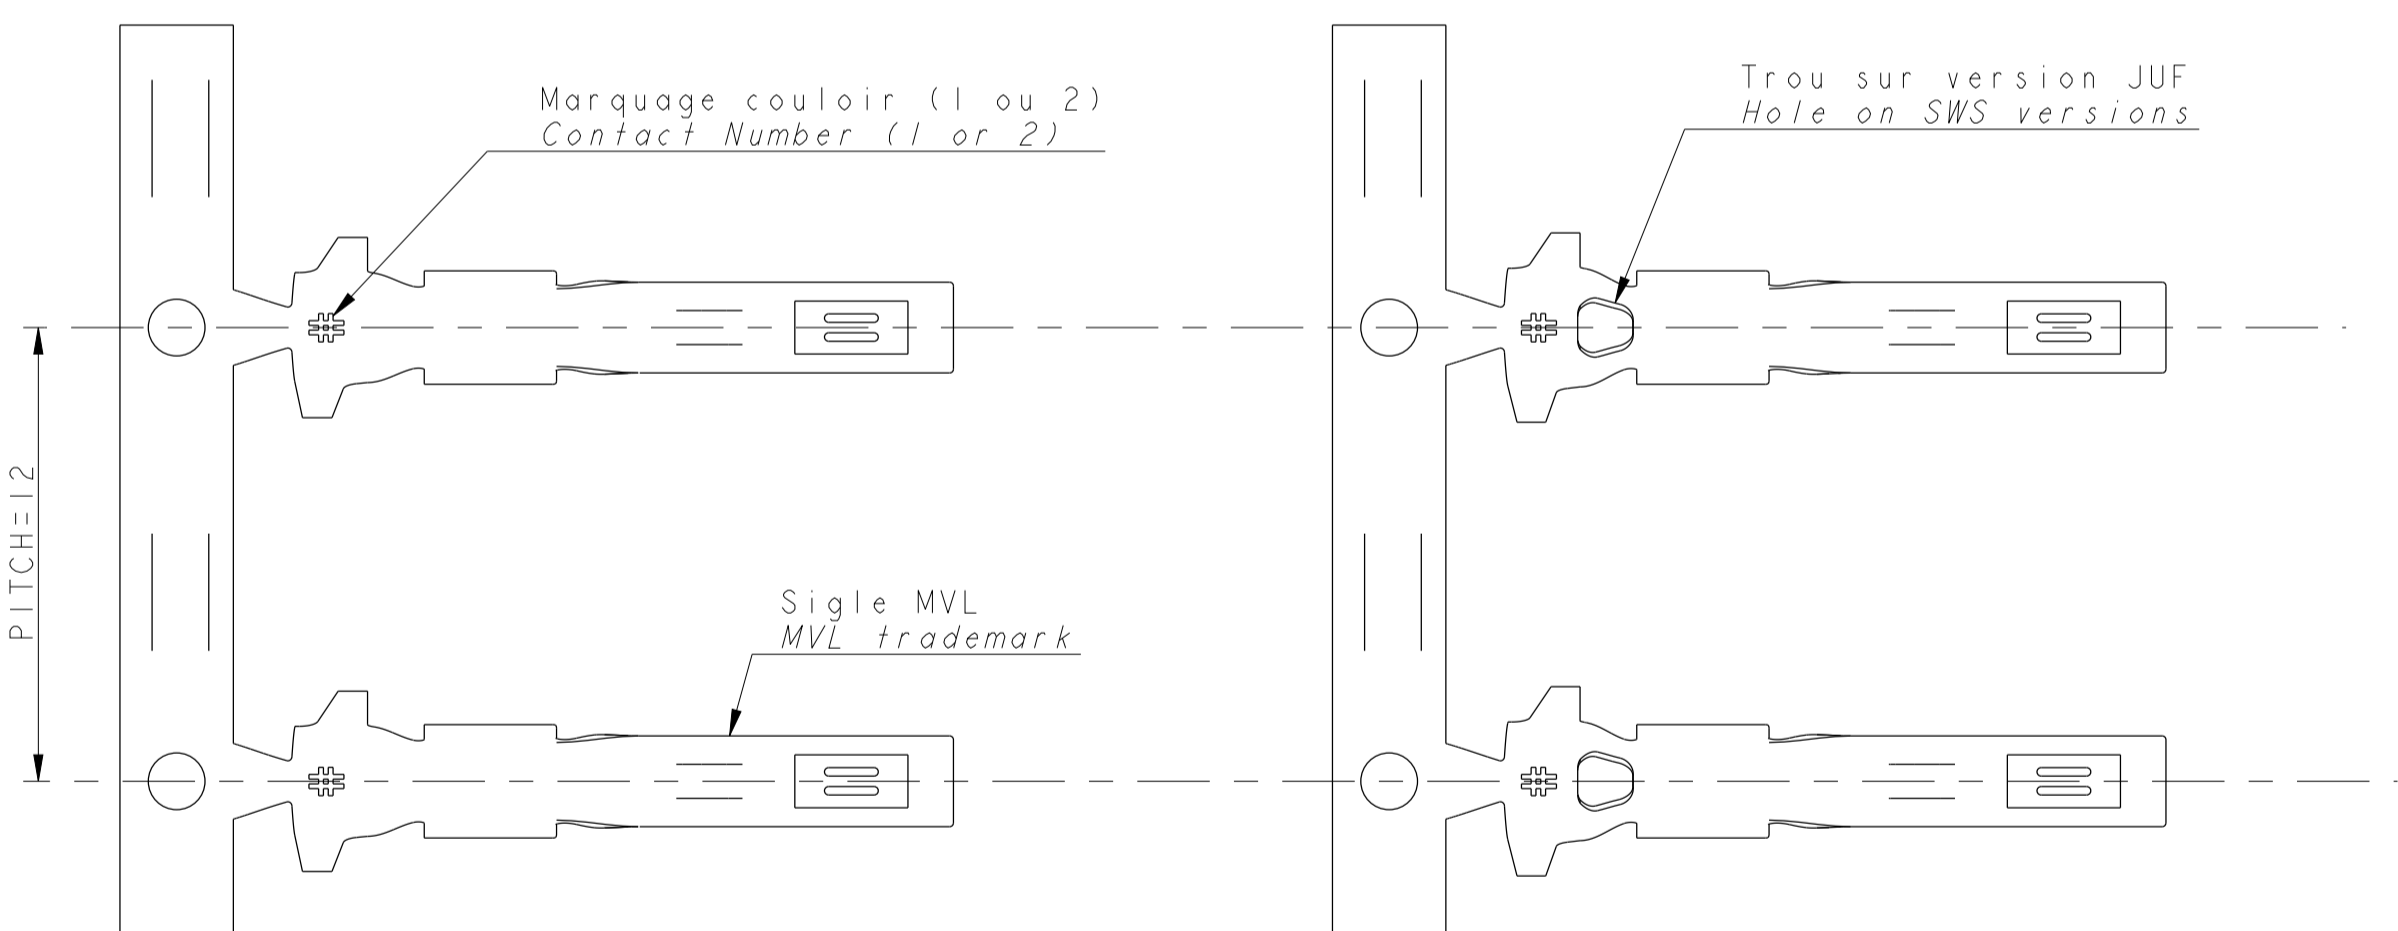 Marquage couloir (1 ou 2)
Contact Number (1 or 2)
Trou sur version JUF
Hole on SWS versions
PITCH=12
Sigle MVL
MVL trademark